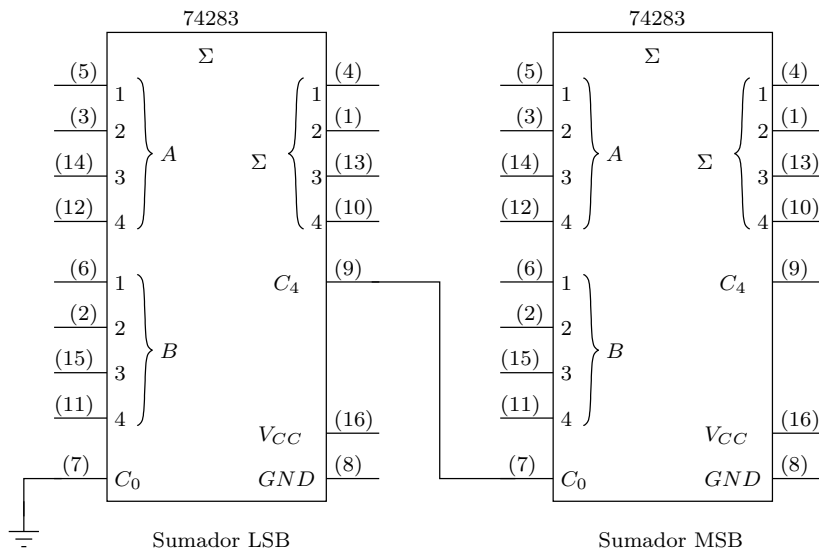 74283 74283
Σ Σ
(5) (4) (5) (4)
1 1 1 1
(3) (1) (3) (1)
2 2 2 2
A Σ A Σ
(14) (13) (14) (13)
3 3 3 3
(12) (10) (12) (10)
4 4 4 4
(6) (9) (6) (9)
1 C4 1 C4
(2) (2)
2 2
B B
(15) (15)
3 3
(11) (16) (11) (16)
4 VCC 4 VCC
(7) (8) (7) (8)
C0 GND C0 GND
Sumador LSB Sumador MSB